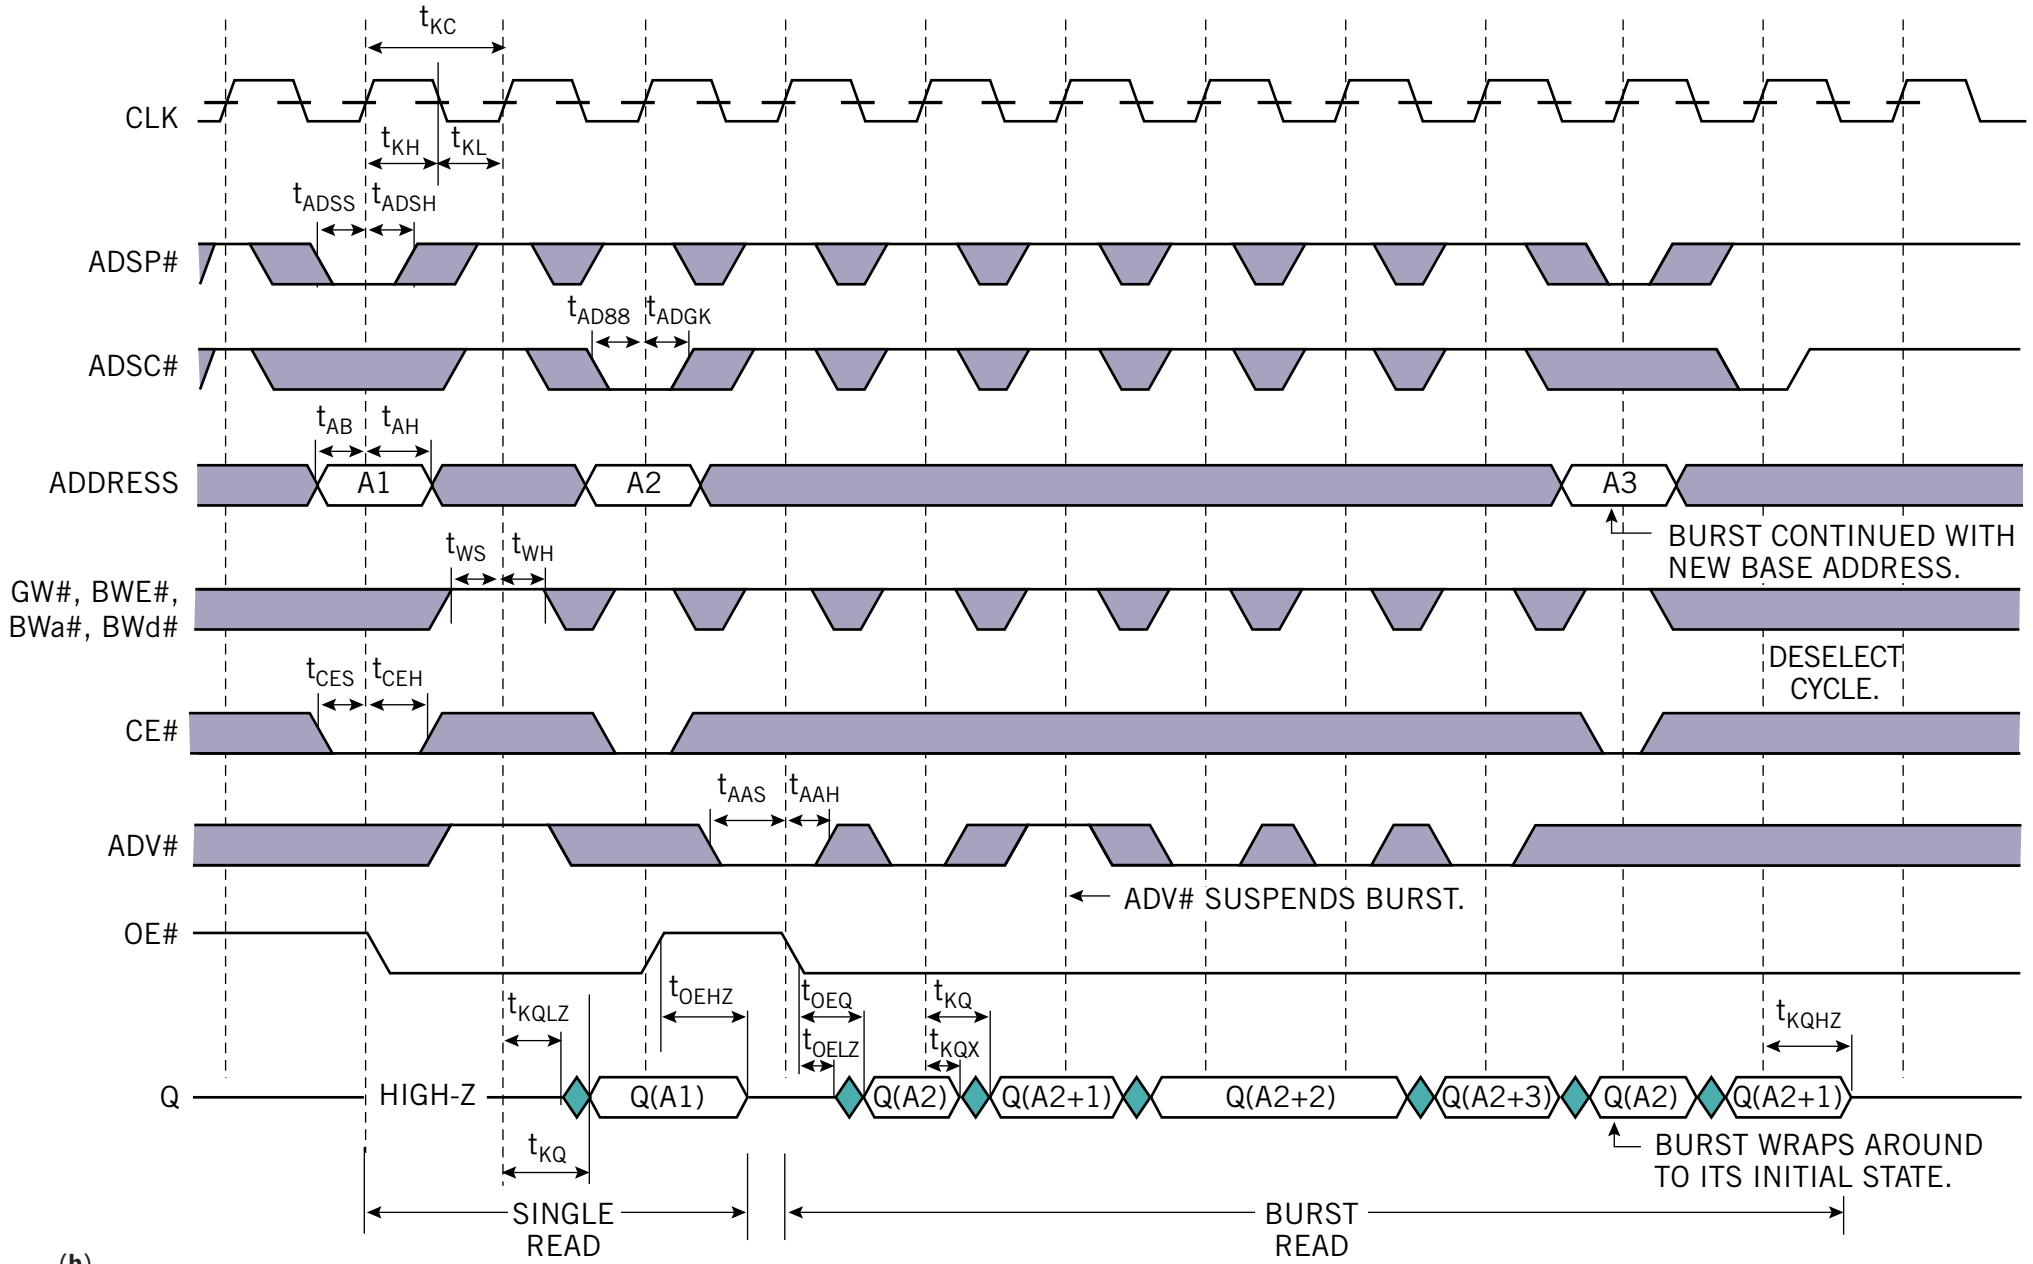 tKC
CLK
tKH tKL
tADSS tADSH
ADSP#
tAD88 tADGK
ADSC#
tAB tAH
ADDRESS A1 A2 A3
BURST CONTINUED WITH
NEW BASE ADDRESS.
tWS tWH
GW#, BWE#,
BWa#, BWd#
DESELECT
CYCLE.
tCES tCEH
CE#
tAAS tAAH
ADV#
ADV# SUSPENDS BURST.
OE#
tKQLZ tOEHZ tOEQ tKQ tKQHZ
tOELZ tKQX
Q HIGH-Z Q(A1) Q(A2) Q(A2+1) Q(A2+2) Q(A2+3) Q(A2) Q(A2+1)
tKQ
BURST WRAPS AROUND
TO ITS INITIAL STATE.
SINGLE
READ
BURST
READ